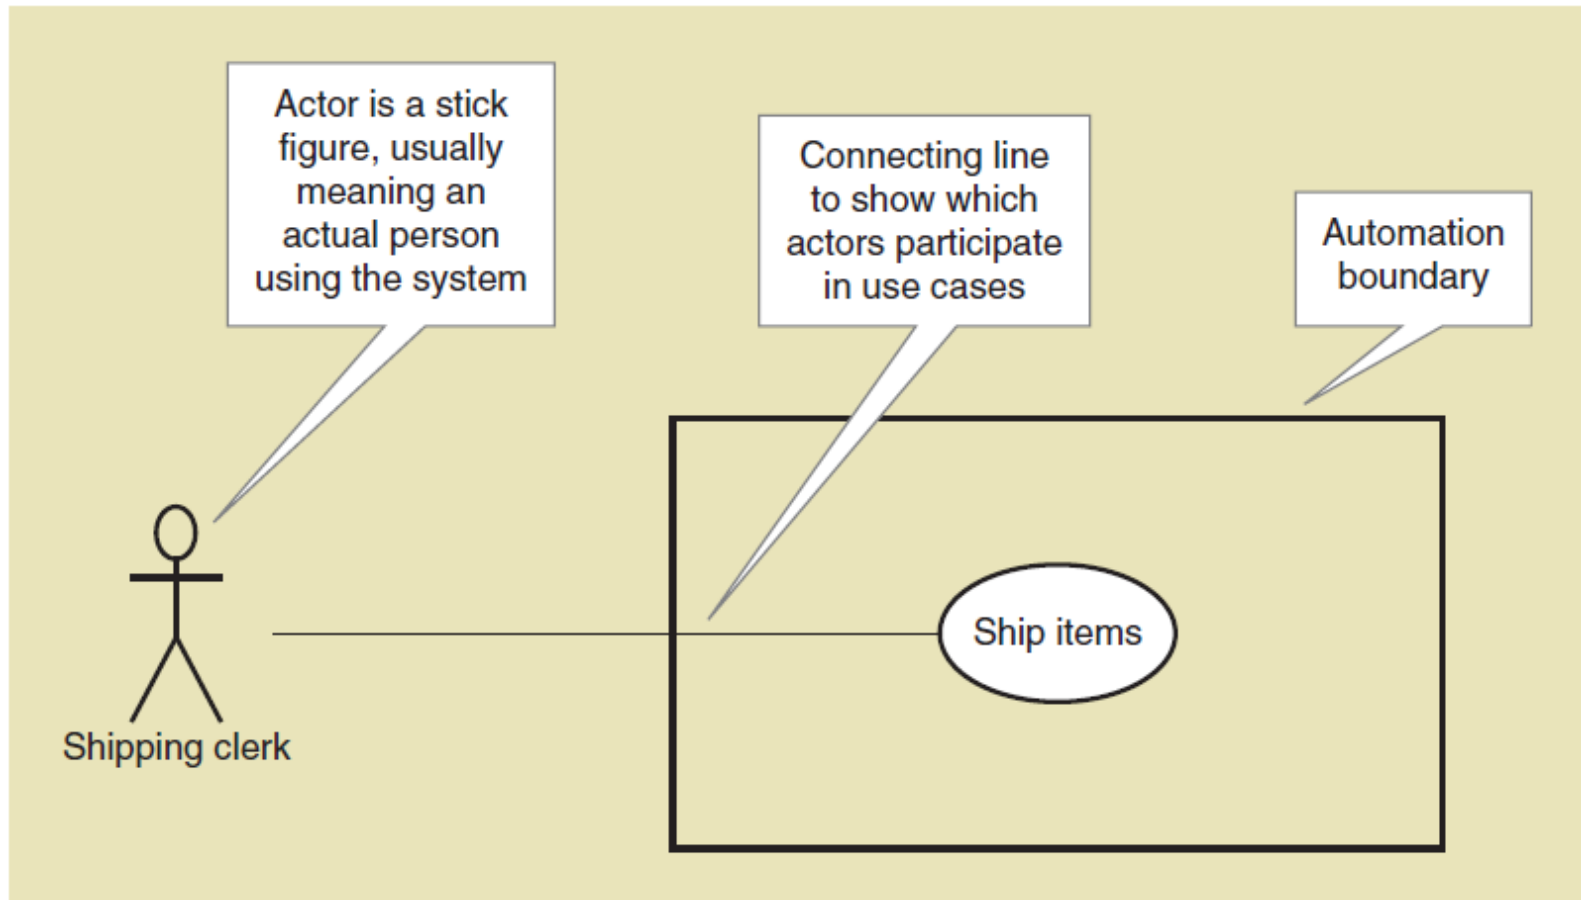 Actor is a stick
figure, usually
meaning an
actual person
using the system
Connecting line
to show which
actors participate
in use cases
Automation
boundary
Ship items
Shipping clerk